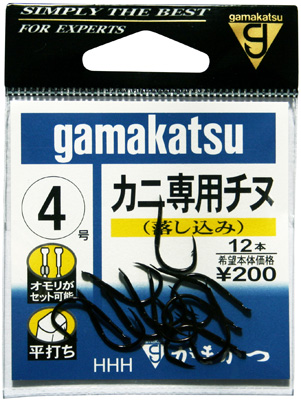 SIMPLY THE BEST
FOR EXPERTS
gamakatsu
gamakatsu
4号
カニ専用チヌ
(落し込み)
12本
希望本体価格
¥200
オモリが
セット可能
平打ち
HHH
がまかつ